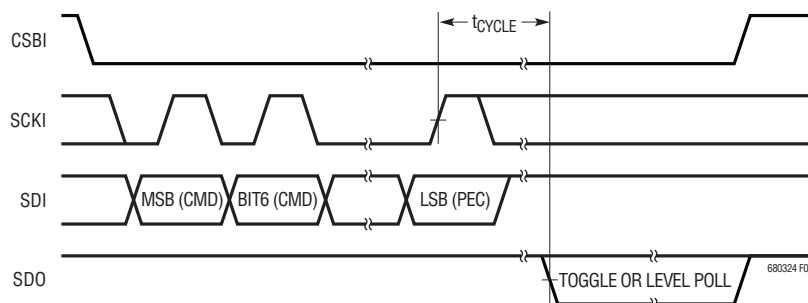 tCYCLE
CSBI
SCKI
SDI
MSB (CMD) BIT6 (CMD) LSB (PEC)
SDO
TOGGLE OR LEVEL POLL
680324 F0